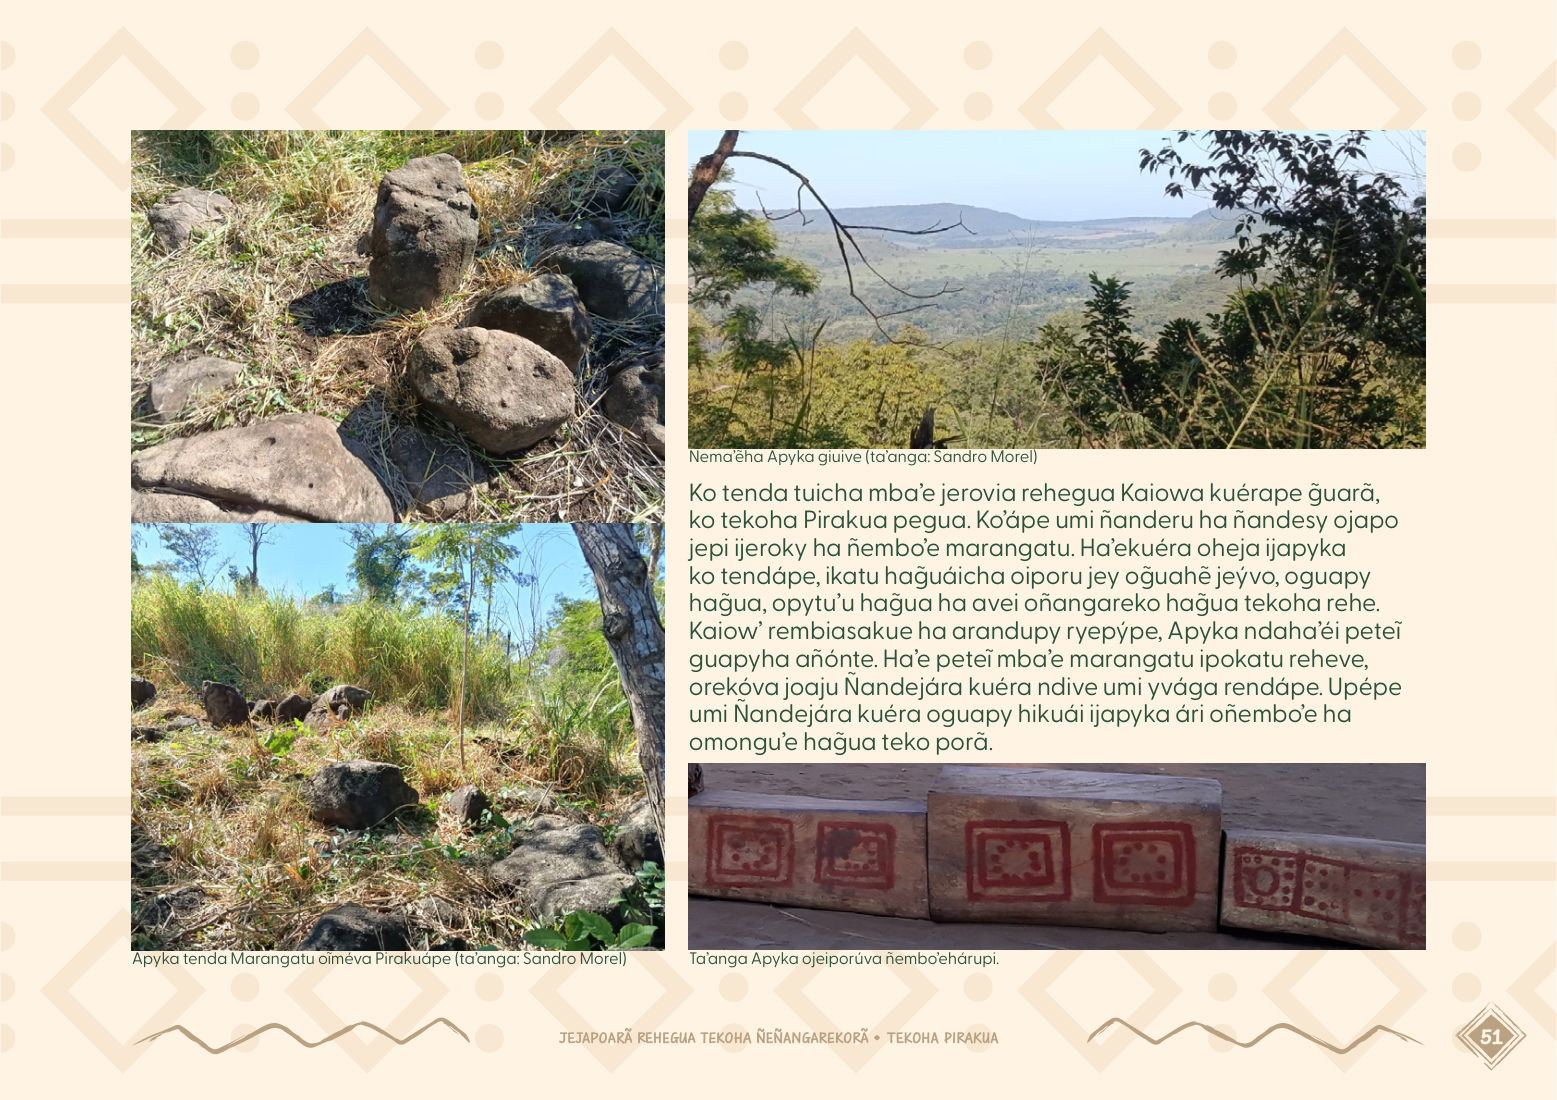 Nema'ẽha Apyka giuive (ta'anga: Sandro Morel)
Ko tenda tuicha mba’e jerovia rehegua Kaiowa kuérape g̃uarã,
ko tekoha Pirakua pegua. Ko’ápe umi ñanderu ha ñandesy ojapo
jepi ijeroky ha ñembo’e marangatu. Ha’ekuéra oheja ijapyka
ko tendápe, ikatu hag̃uáicha oiporu jey og̃uahẽ jeývo, oguapy
hag̃ua, opytu’u hag̃ua ha avei oñangareko hag̃ua tekoha rehe.
Kaiow’ rembiasakue ha arandupy ryepýpe, Apyka ndaha’éi peteĩ
guapyha añónte. Ha’e peteĩ mba’e marangatu ipokatu reheve,
orekóva joaju Ñandejára kuéra ndive umi yvága rendápe. Upépe
umi Ñandejára kuéra oguapy hikuái ijapyka ári oñembo’e ha
omongu’e hag̃ua teko porã.
Apyka tenda Marangatu oĩméva Pirakuápe (ta'anga: Sandro Morel)
Ta’anga Apyka ojeiporúva ñembo’ehárupi.
JEJAPOARÃ REHEGUA TEKOHA ÑEÑANGAREKORÃ • TEKOHA PIRAKUA
51